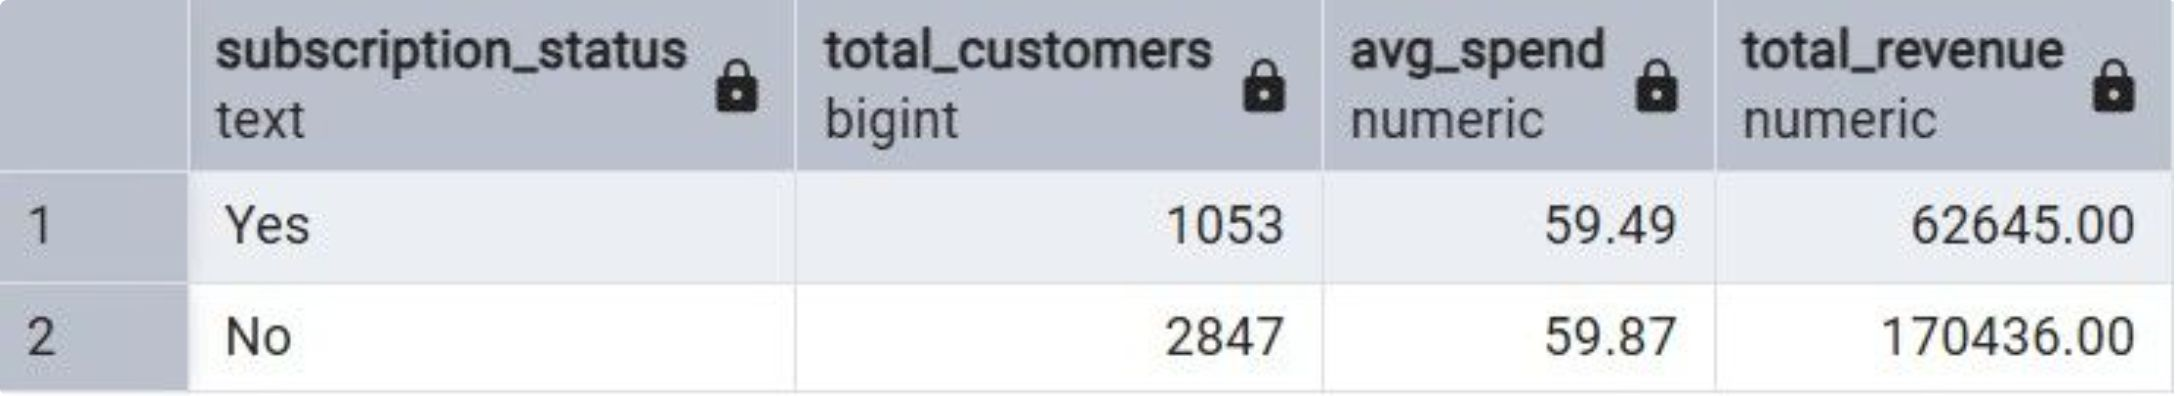 subscription_status total_customers avg_spend total_revenue
text bigint numeric numeric
1 Yes 1053 59.49 62645.00
2 No 2847 59.87 170436.00